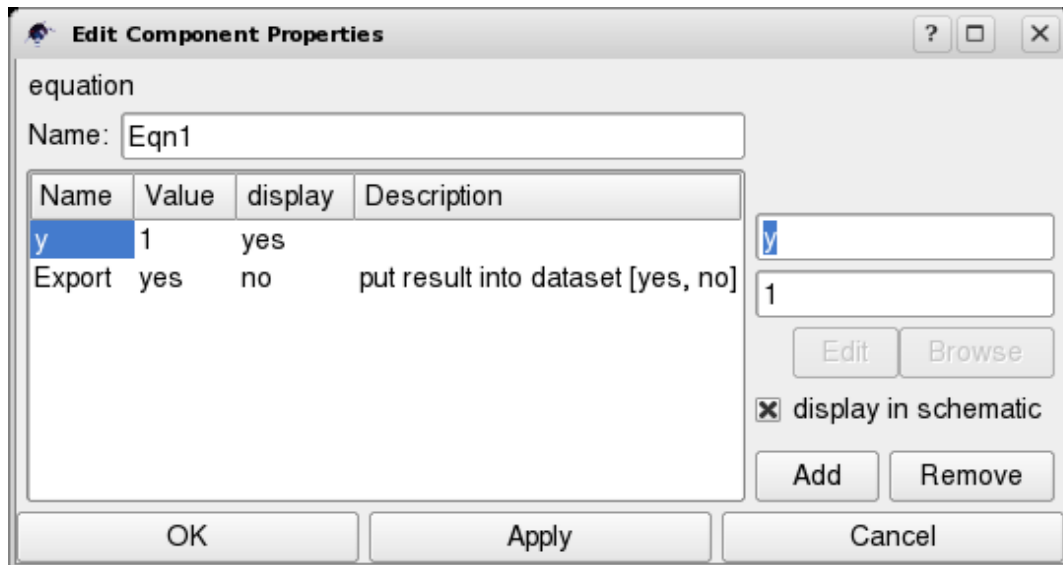 Edit Component Properties ?
equation
Name: Eqn1
Name Value display Description
y 1 yes
Export yes no put result into dataset [yes, no]
y
1
Edit Browse
display in schematic
Add Remove
OK Apply Cancel